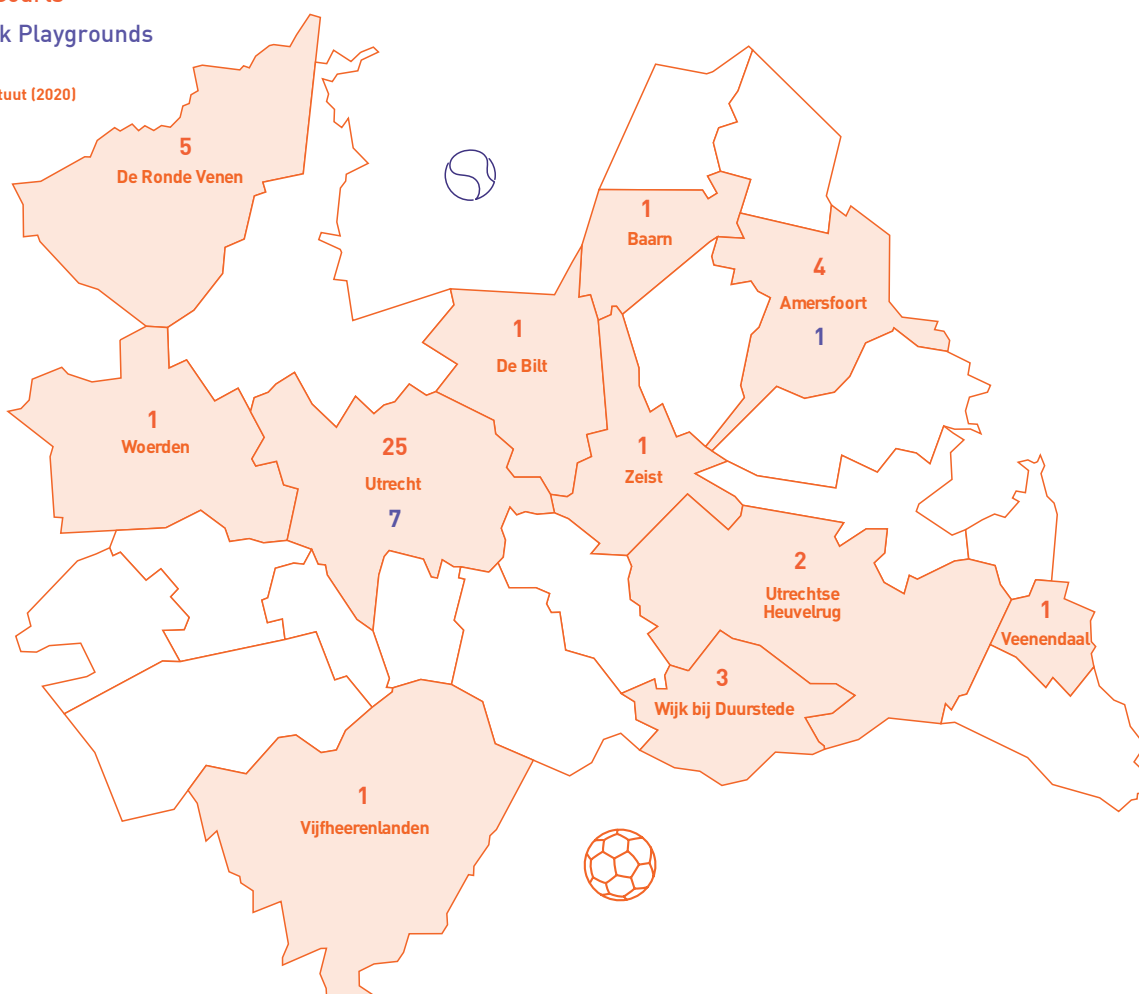 k Playgrounds
tuut (2020)
5
De Ronde Venen
1
Baarn
4
Amersfoort
1
1
De Bilt
1
Woerden
25
Utrecht
7
1
Zeist
2
Utrechtse
Heuvelrug
1
Veenendaal
3
Wijk bij Duurstede
1
Vijfheerenlanden